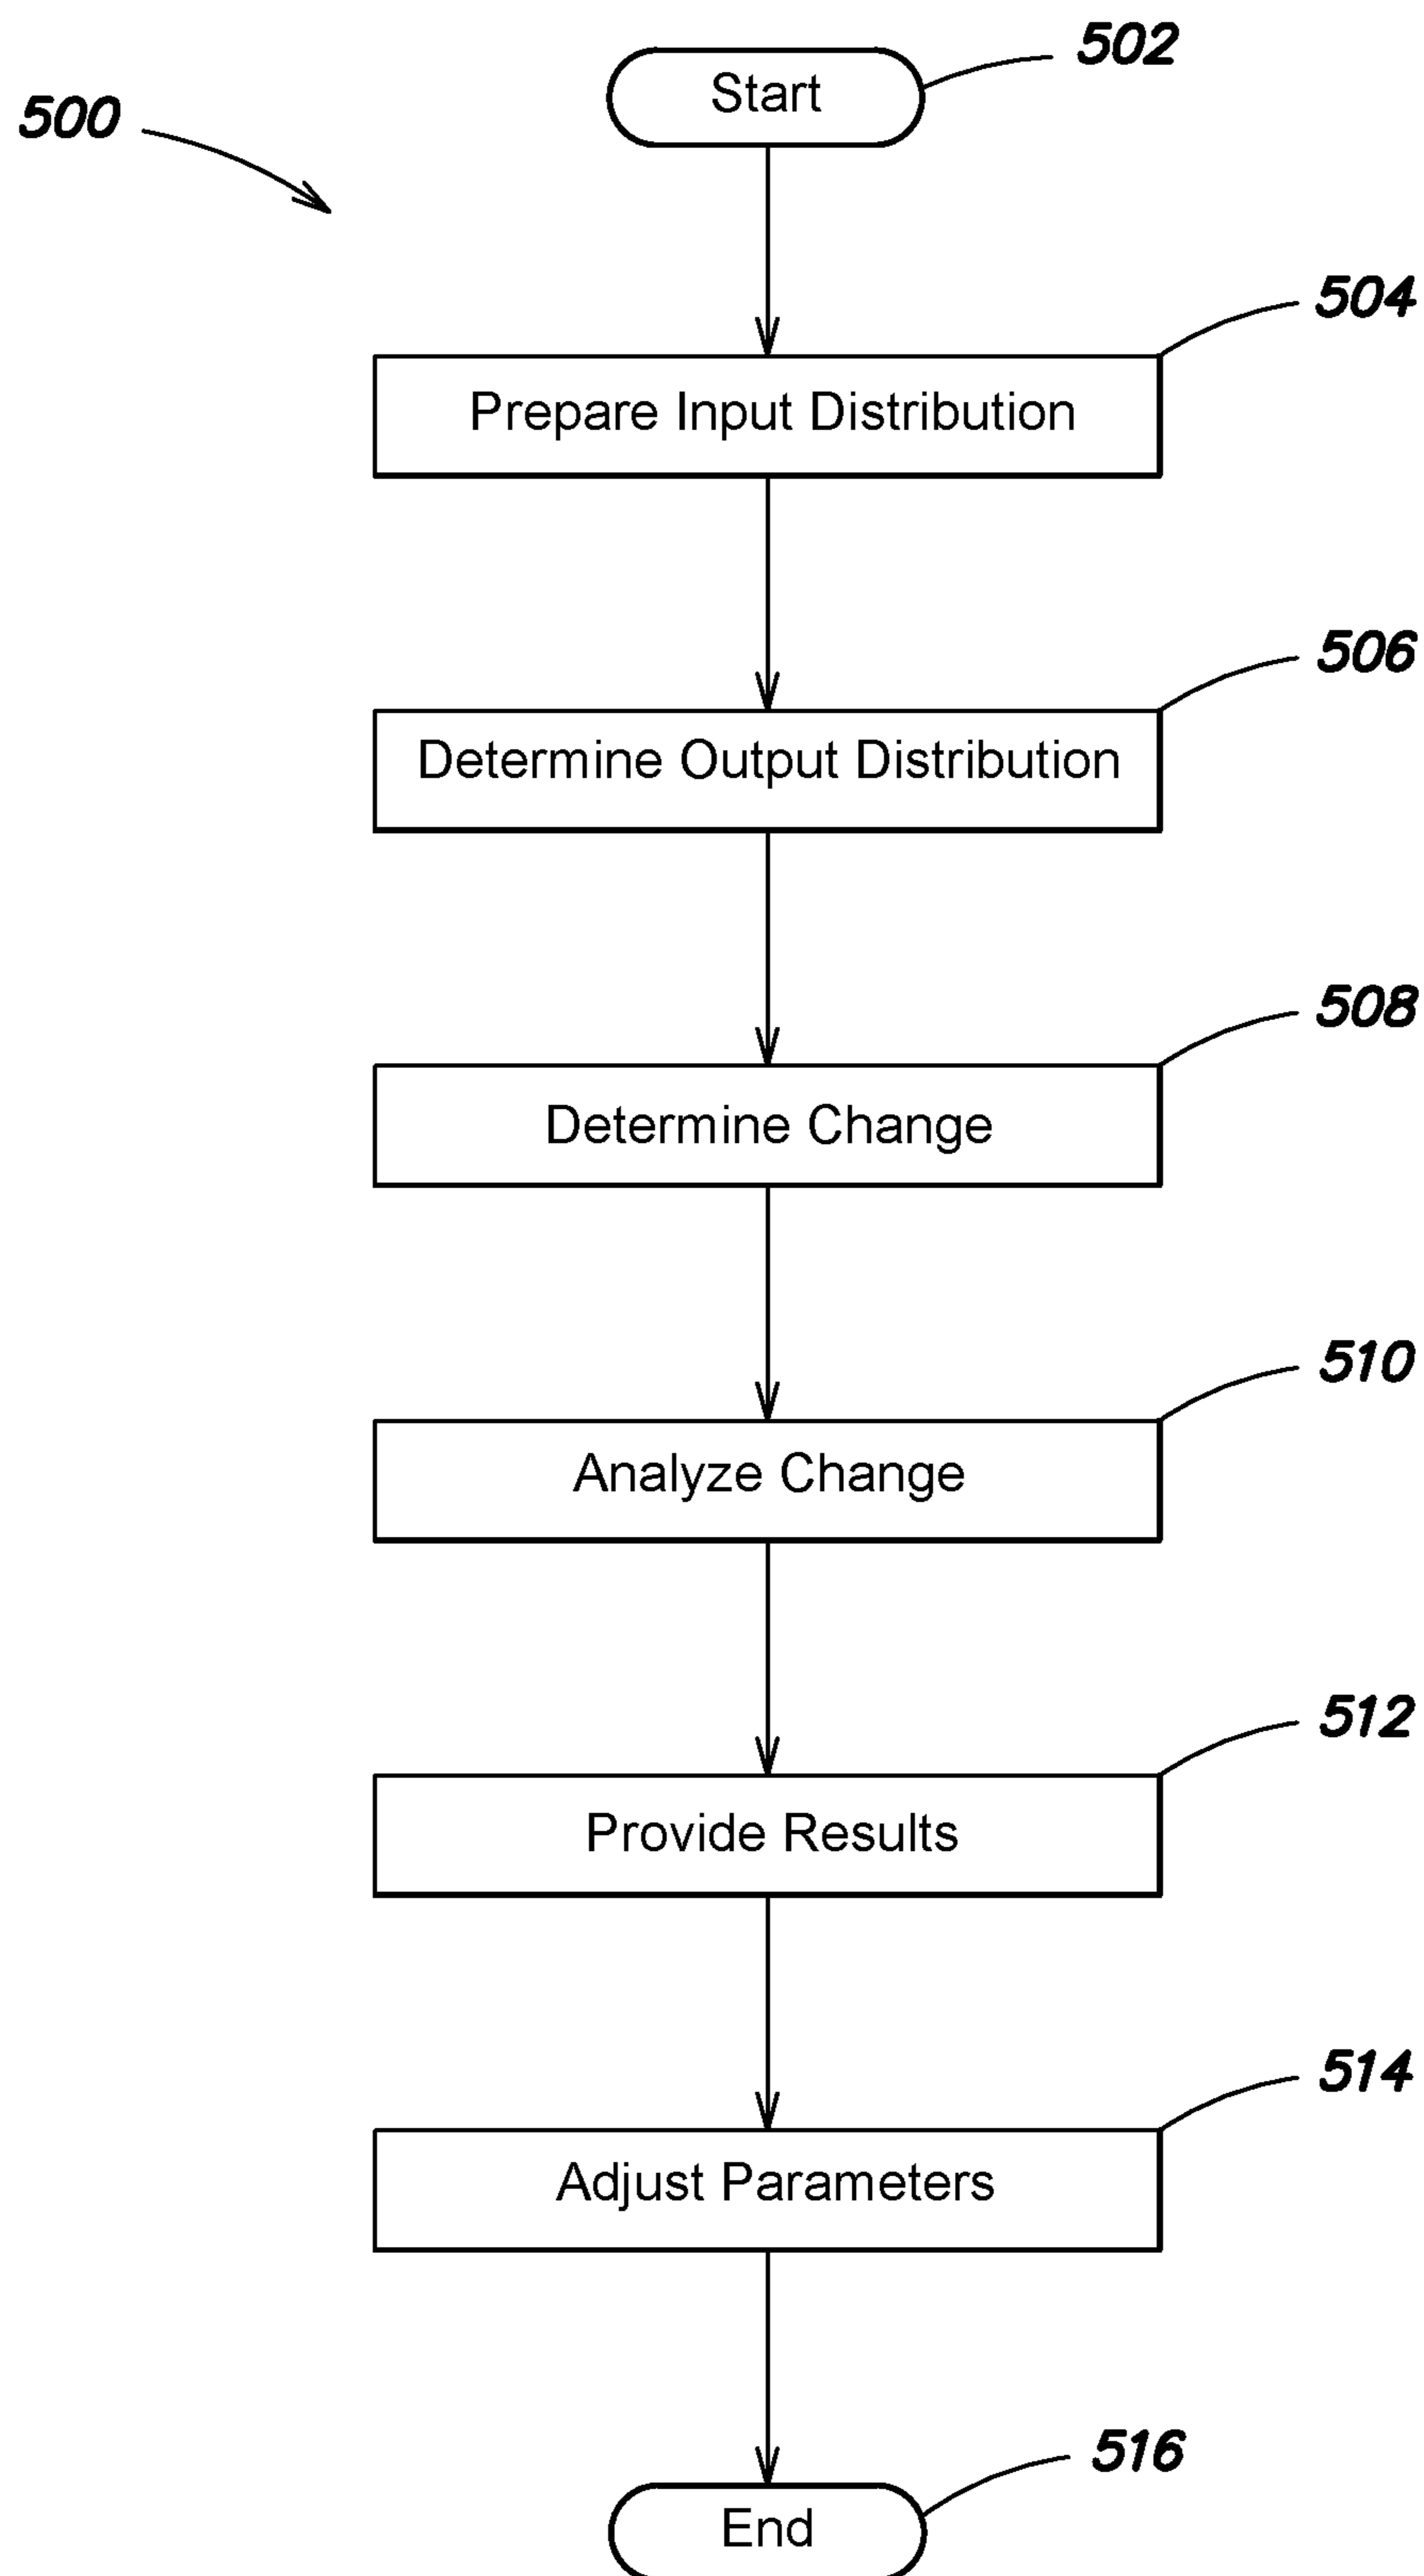 502
Start
500
504
Prepare Input Distribution
506
Determine Output Distribution
508
Determine Change
510
Analyze Change
512
Provide Results
514
Adjust Parameters
516
End